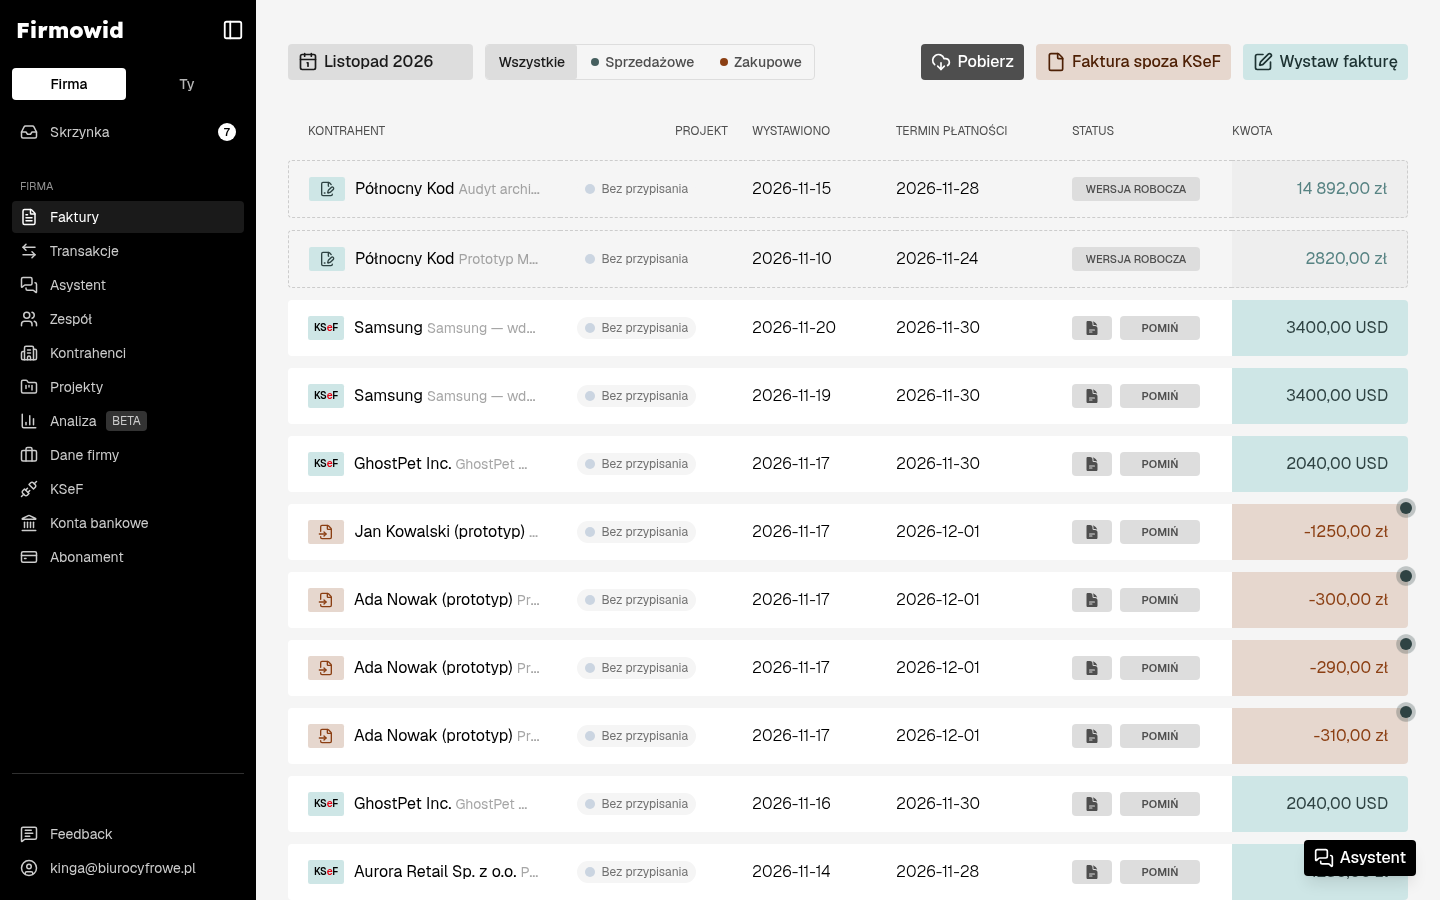 Firmowid
Firma Ty
Skrzynka 7
FIRMA
Faktury
Transakcje
Asystent
Zespół
Kontrahenci
Projekty
Analiza BETA
Dane firmy
KSeF
Konta bankowe
Abonament
Feedback
kinga@biurocyfrowe.pl
Listopad 2026 Wszystkie Sprzedażowe Zakupowe Pobierz Faktura spoza KSeF Wystaw fakturę
KONTRAHENT PROJEKT WYSTAWIONO TERMIN PŁATNOŚCI STATUS KWOTA
Północny Kod Audyt archi... Bez przypisania 2026-11-15 2026-11-28 WERSJA ROBOCZA 14 892,00 zł
Północny Kod Prototyp M... Bez przypisania 2026-11-10 2026-11-24 WERSJA ROBOCZA 2820,00 zł
KSeF Samsung Samsung — wd... Bez przypisania 2026-11-20 2026-11-30 POMIŃ 3400,00 USD
KSeF Samsung Samsung — wd... Bez przypisania 2026-11-19 2026-11-30 POMIŃ 3400,00 USD
KSeF GhostPet Inc. GhostPet ... Bez przypisania 2026-11-17 2026-11-30 POMIŃ 2040,00 USD
Jan Kowalski (prototyp) ... Bez przypisania 2026-11-17 2026-12-01 POMIŃ -1250,00 zł
Ada Nowak (prototyp) Pr... Bez przypisania 2026-11-17 2026-12-01 POMIŃ -300,00 zł
Ada Nowak (prototyp) Pr... Bez przypisania 2026-11-17 2026-12-01 POMIŃ -290,00 zł
Ada Nowak (prototyp) Pr... Bez przypisania 2026-11-17 2026-12-01 POMIŃ -310,00 zł
KSeF GhostPet Inc. GhostPet ... Bez przypisania 2026-11-16 2026-11-30 POMIŃ 2040,00 USD
KSeF Aurora Retail Sp. z o.o. P... Bez przypisania 2026-11-14 2026-11-28 POMIŃ
Asystent